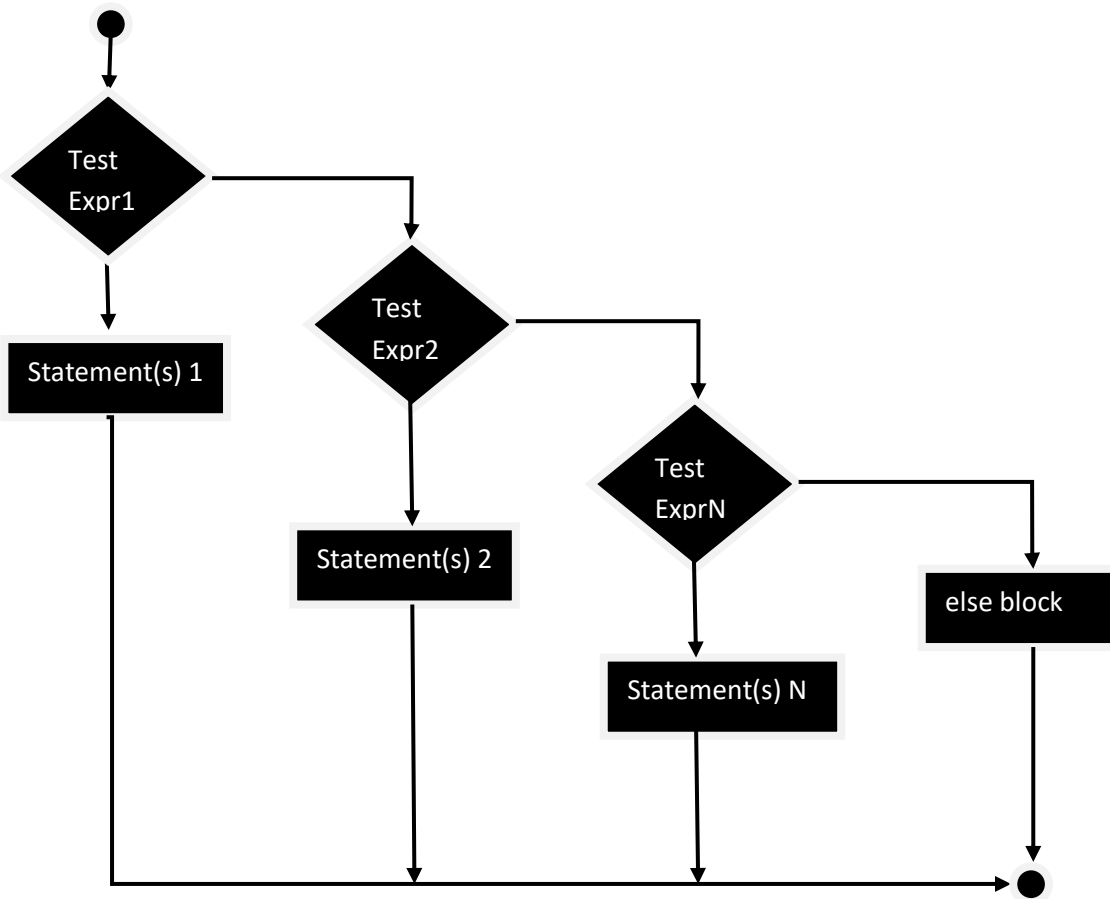 Test
Expr1
Statement(s) 1
Test
Expr2
Statement(s) 2
Test
ExprN
Statement(s) N
else block